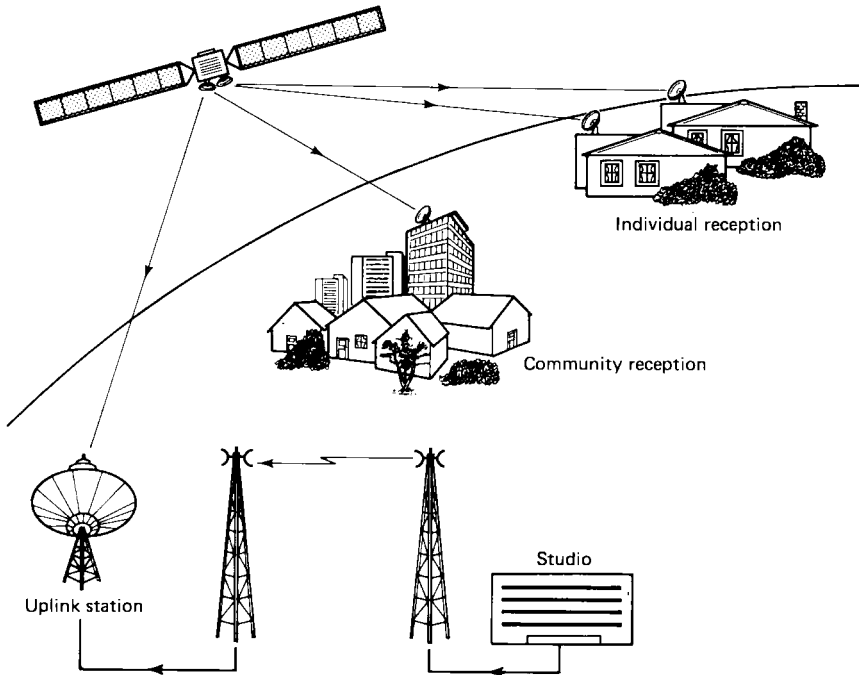 Individual reception
Community reception
Studio
Uplink station